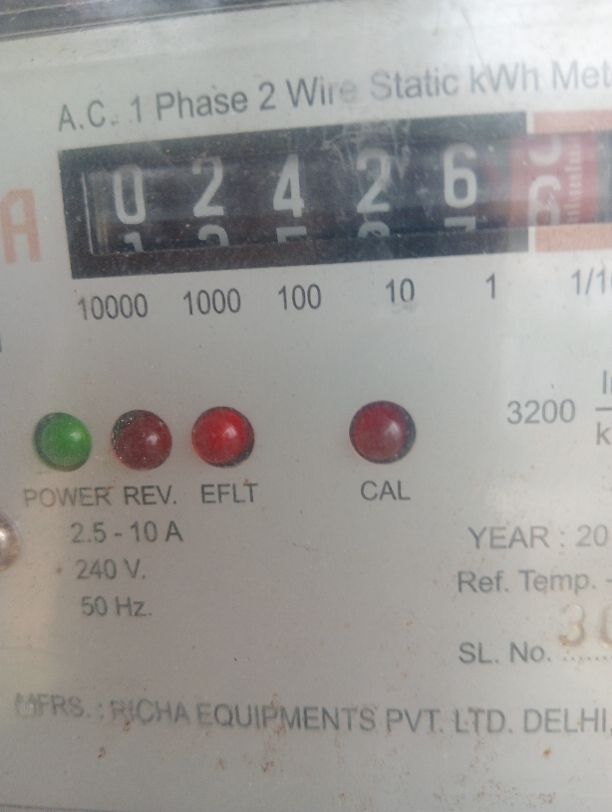 A.C. 1 Phase 2 Wire Static kWh
A
0 2 4 2 6
10000 1000 100 10 1
3200
POWER REV. EFLT CAL
2.5 - 10 A
240 V.
50 Hz.
YEAR : 20
Ref. Temp. -
SL. No. ......
MFRS. : RICHA EQUIPMENTS PVT. LTD. DELHI,